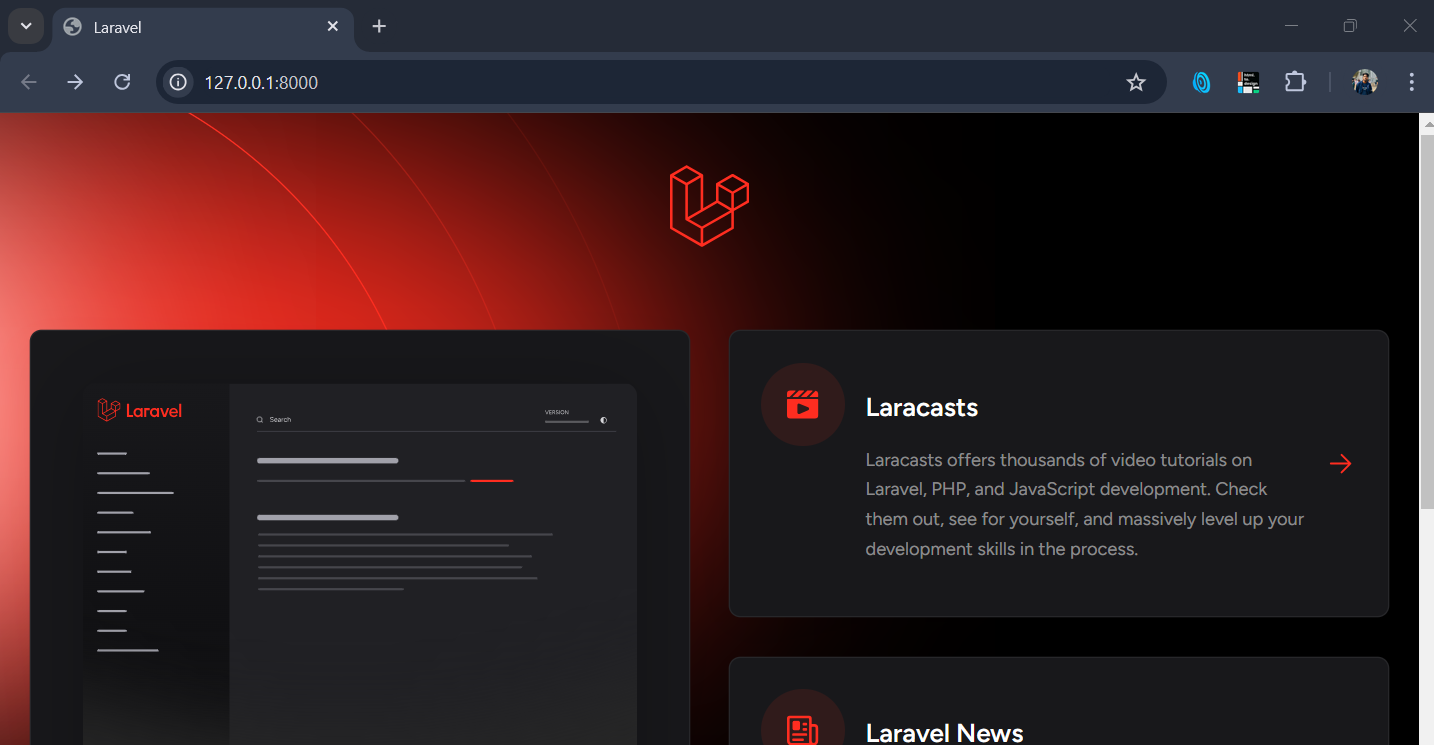 Laravel
127.0.0.1:8000
Laravel
Search
VERSION
Laracasts
Laracasts offers thousands of video tutorials on
Laravel, PHP, and JavaScript development. Check
them out, see for yourself, and massively level up your
development skills in the process.
Laravel News